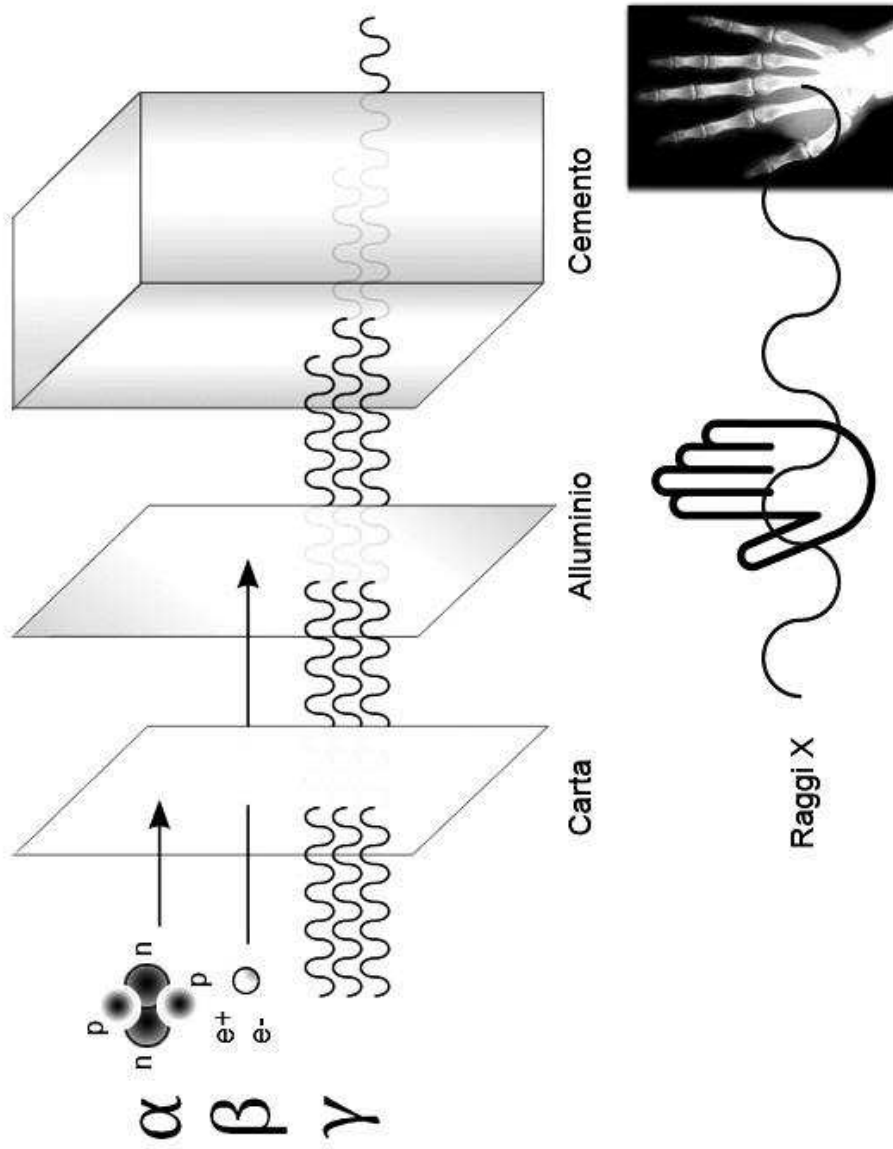 α
p
n
n
p
β
e+
e-
γ
Carta
Alluminio
Cemento
Raggi X